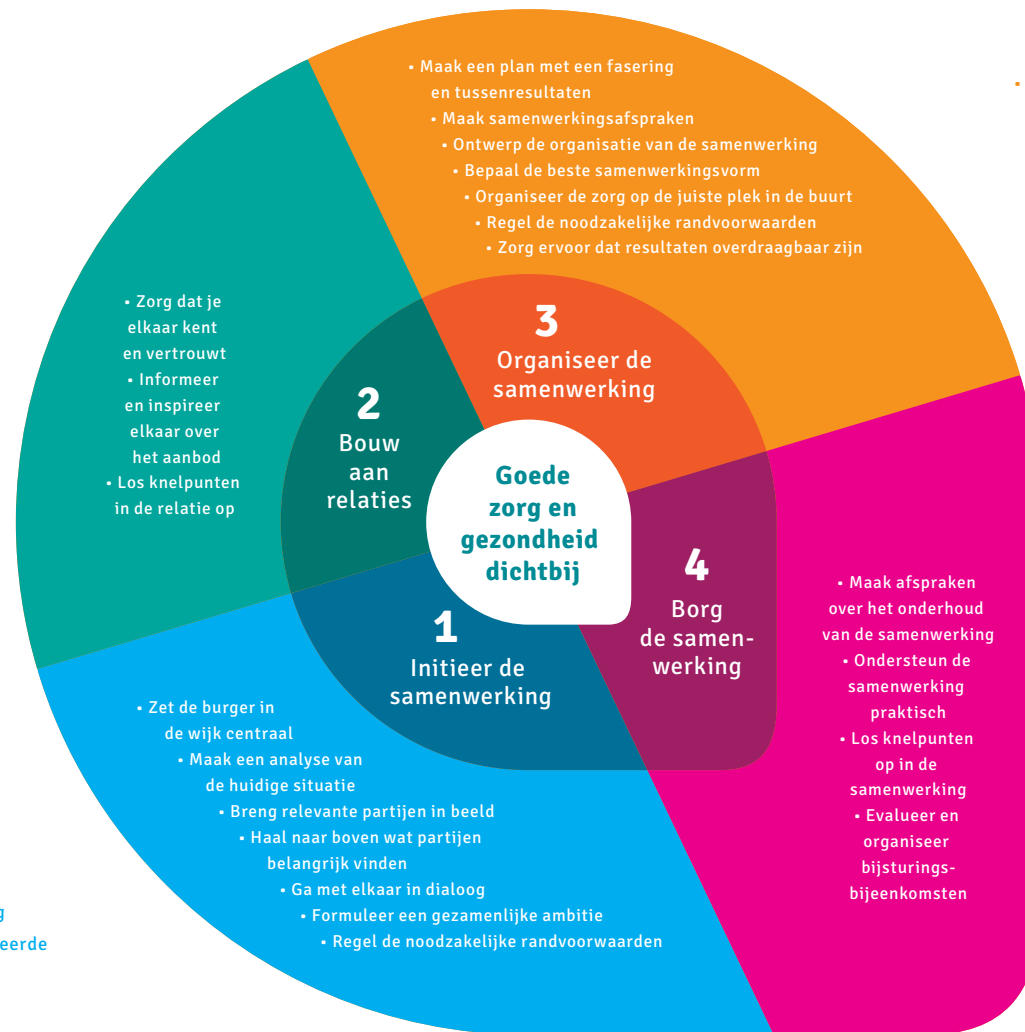 • Maak een plan met een fasering
en tussenresultaten
• Maak samenwerkingsafspraken
• Ontwerp de organisatie van de samenwerking
• Bepaal de beste samenwerkingsvorm
• Organiseer de zorg op de juiste plek in de buurt
• Regel de noodzakelijke randvoorwaarden
• Zorg ervoor dat resultaten overdraagbaar zijn
•
3
Organiseer de
samenwerking
• Zorg dat je
elkaar kent
en vertrouwt
• Informeer
en inspireer
elkaar over
het aanbod
• Los knelpunten
in de relatie op
2
Bouw
aan
relaties
Goede
zorg en
gezondheid
dichtbij
4
Borg
de samen-
werking
• Maak afspraken
over het onderhoud
van de samenwerking
• Ondersteun de
samenwerking
praktisch
• Los knelpunten
op in de
samenwerking
• Evalueer en
organiseer
bijsturings-
bijeenkomsten
1
Initieer de
samenwerking
• Zet de burger in
de wijk centraal
• Maak een analyse van
de huidige situatie
• Breng relevante partijen in beeld
• Haal naar boven wat partijen
belangrijk vinden
• Ga met elkaar in dialoog
• Formuleer een gezamenlijke ambitie
• Regel de noodzakelijke randvoorwaarden
g
eerde